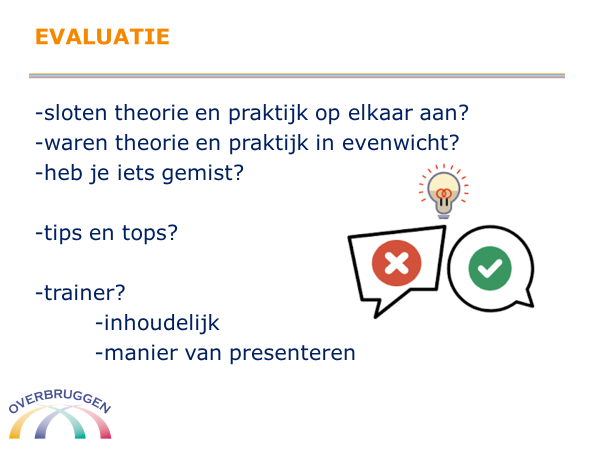 EVALUATIE
-sloten theorie en praktijk op elkaar aan?
-waren theorie en praktijk in evenwicht?
-heb je iets gemist?
-tips en tops?
-trainer?
-inhoudelijk
-manier van presenteren
OVERBRUGGEN